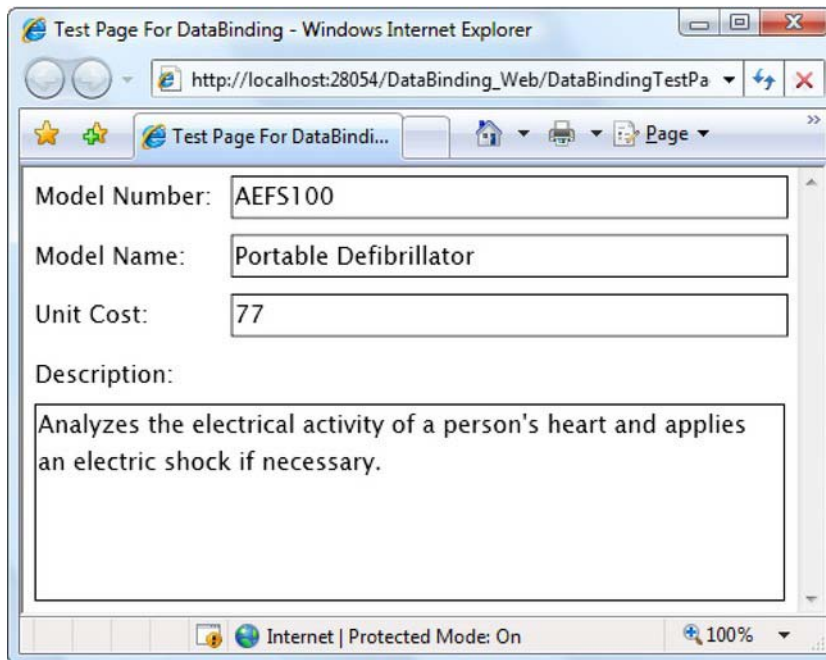 Test Page For DataBinding - Windows Internet Explorer
http://localhost:28054/DataBinding_Web/DataBindingTestPa
Test Page For DataBindi...
Page
Model Number: AEFS100
Model Name: Portable Defibrillator
Unit Cost: 77
Description:
Analyzes the electrical activity of a person's heart and applies
an electric shock if necessary.
Internet | Protected Mode: On 100%